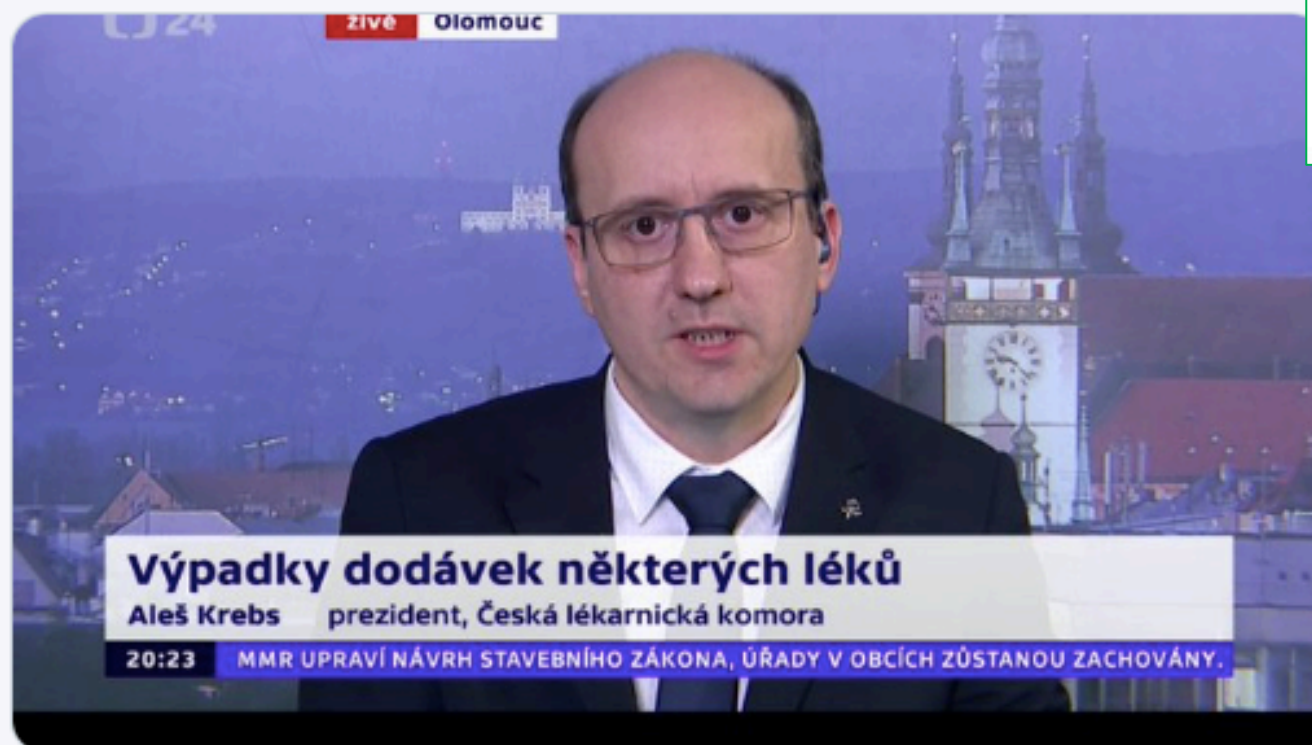 24
živě Olomouc
Výpadky dodávek některých léků
Aleš Krebs prezident, Česká lékarnická komora
20:23 MMR UPRAVÍ NÁVRH STAVEBNÍHO ZÁKONA, ÚŘADY V OBCÍCH ZŮSTANOU ZACHOVÁNY.